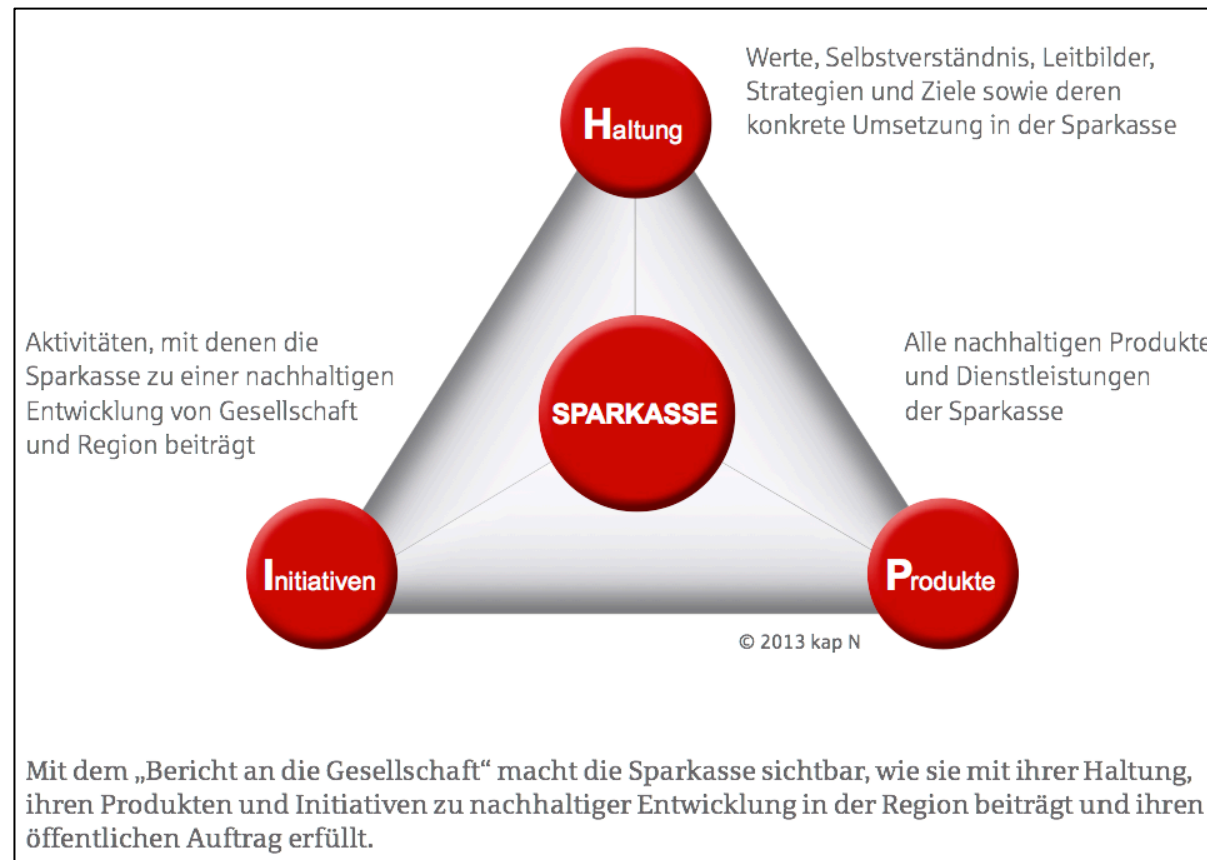 Werte, Selbstverständnis, Leitbilder,
Strategien und Ziele sowie deren
konkrete Umsetzung in der Sparkasse
Haltung
Aktivitäten, mit denen die
Sparkasse zu einer nachhaltigen
Entwicklung von Gesellschaft
und Region beiträgt
SPARKASSE
Alle nachhaltigen Produkte
und Dienstleistungen
der Sparkasse
Initiativen
Produkte
© 2013 kap N
Mit dem „Bericht an die Gesellschaft“ macht die Sparkasse sichtbar, wie sie mit ihrer Haltung,
ihren Produkten und Initiativen zu nachhaltiger Entwicklung in der Region beiträgt und ihren
öffentlichen Auftrag erfüllt.